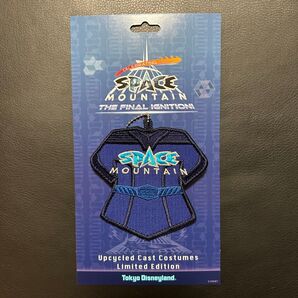 SPACE
MOUNTAIN
THE FINAL IGNITION!
SPACE
MOUNTAIN
Upcycled Cast Costumes
Limited Edition
Tokyo Disneyland.